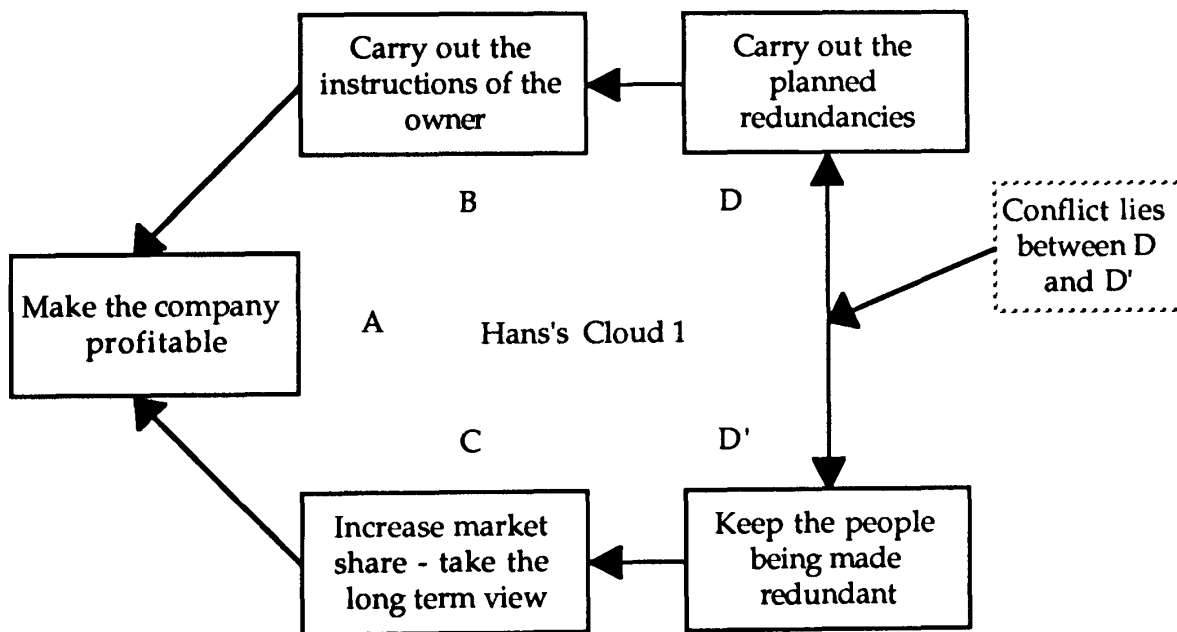 Carry out the
instructions of the
owner
Carry out the
planned
redundancies
B
D
Conflict lies
between D
and D'
Make the company
profitable
A
Hans's Cloud 1
C
D'
Increase market
share - take the
long term view
Keep the people
being made
redundant